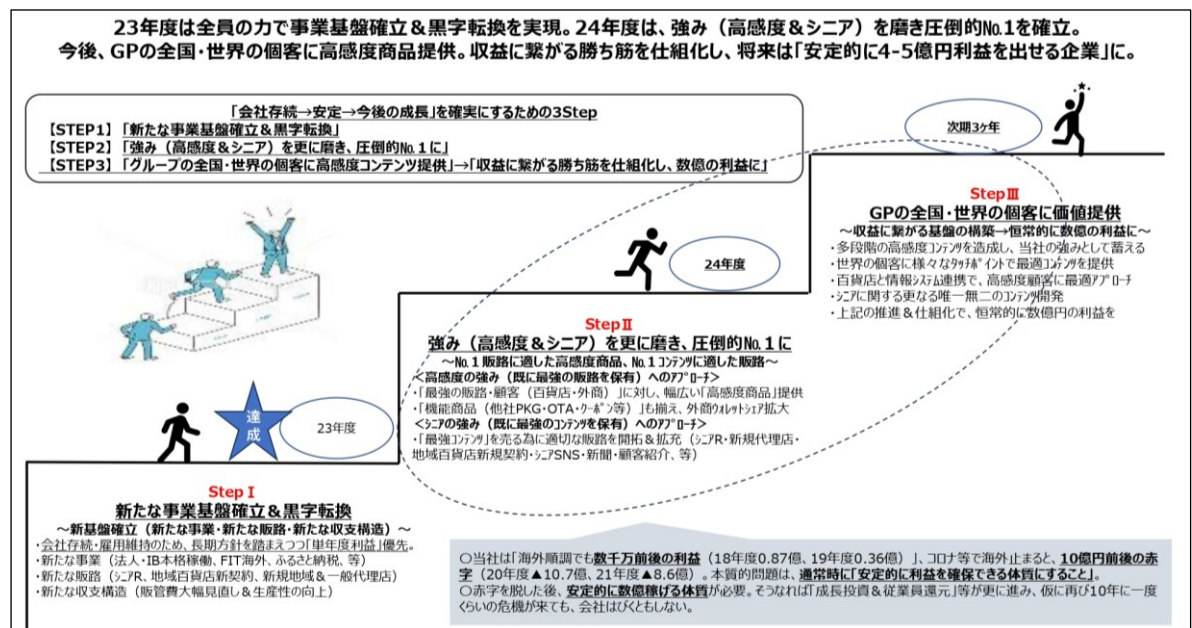 23年度は全員の力で事業基盤確立＆黒字転換を実現。24年度は、強み（高感度＆シニア）を磨き圧倒的No.1を確立。
今後、GPの全国・世界の個客に高感度商品提供。収益に繋がる勝ち筋を仕組化し、将来は「安定的に4-5億円利益を出せる企業」に。
「会社存続→安定→今後の成長」を確実にするための3Step
【STEP1】「新たな事業基盤確立＆黒字転換」
【STEP2】「強み（高感度＆シニア）を更に磨き、圧倒的No.1に」
【STEP3】「グループの全国・世界の個客に高感度コンテンツ提供」→「収益に繋がる勝ち筋を仕組化し、数億の利益に」
次期3ヶ年
StepⅢ
GPの全国・世界の個客に価値提供
～収益に繋がる基盤の構築→恒常的に数億の利益に～
・多段階の高感度ｺﾝﾃﾝﾂを造成し、当社の強みとして蓄える
・世界の個客に様々なﾀｯﾁﾎﾟｲﾝﾄで最適ｺﾝﾃﾝﾂを提供
・百貨店と情報ｼｽﾃﾑ連携で、高感度顧客に最適ｱﾌﾟﾛｰﾁ
・ｼﾆｱに関する更なる唯一無二のｺﾝﾃﾝﾂ開発
・上記の推進＆仕組化で、恒常的に数億円の利益を
24年度
StepⅡ
強み（高感度＆シニア）を更に磨き、圧倒的No.1に
～No.1 販路に適した高感度商品、No.1 ｺﾝﾃﾝﾂに適した販路～
＜高感度の強み（既に最強の販路を保有）へのｱﾌﾟﾛｰﾁ＞
・「最強の販路・顧客（百貨店・外商）」に対し、幅広い「高感度商品」提供
・「機能商品（他社PKG・OTA・ｸｰﾎﾟﾝ等）」も揃え、外商ｳｫﾚｯﾄｼｪｱ拡大
＜シニアの強み（既に最強のコンテンツを保有）へのｱﾌﾟﾛｰﾁ＞
・「最強ｺﾝﾃﾝﾂ」を売る為に適切な販路を開拓＆拡充（ｼﾆｱR・新規代理店・
地域百貨店新規契約・ｼﾆｱSNS・新聞・顧客紹介、等）
達成
23年度
StepⅠ
新たな事業基盤確立＆黒字転換
～新基盤確立（新たな事業・新たな販路・新たな収支構造）～
・会社存続・雇用維持のため、長期方針を踏まえつつ「単年度利益」優先。
・新たな事業（法人・IB本格稼働、FIT海外、ふるさと納税、等）
・新たな販路（ｼﾆｱR、地域百貨店新契約、新規地域＆一般代理店）
・新たな収支構造（販管費大幅見直し＆生産性の向上）
○当社は「海外順調でも数千万前後の利益（18年度0.87億、19年度0.36億）」、コロナ等で海外止まると、10億円前後の赤
字（20年度▲10.7億、21年度▲8.6億）。本質的問題は、通常時に「安定的に利益を確保できる体質にすること」。
○赤字を脱した後、安定的に数億稼げる体質が必要。そうなれば「成長投資＆従業員還元」等が更に進み、仮に再び10年に一度
くらいの危機が来ても、会社はびくともしない。